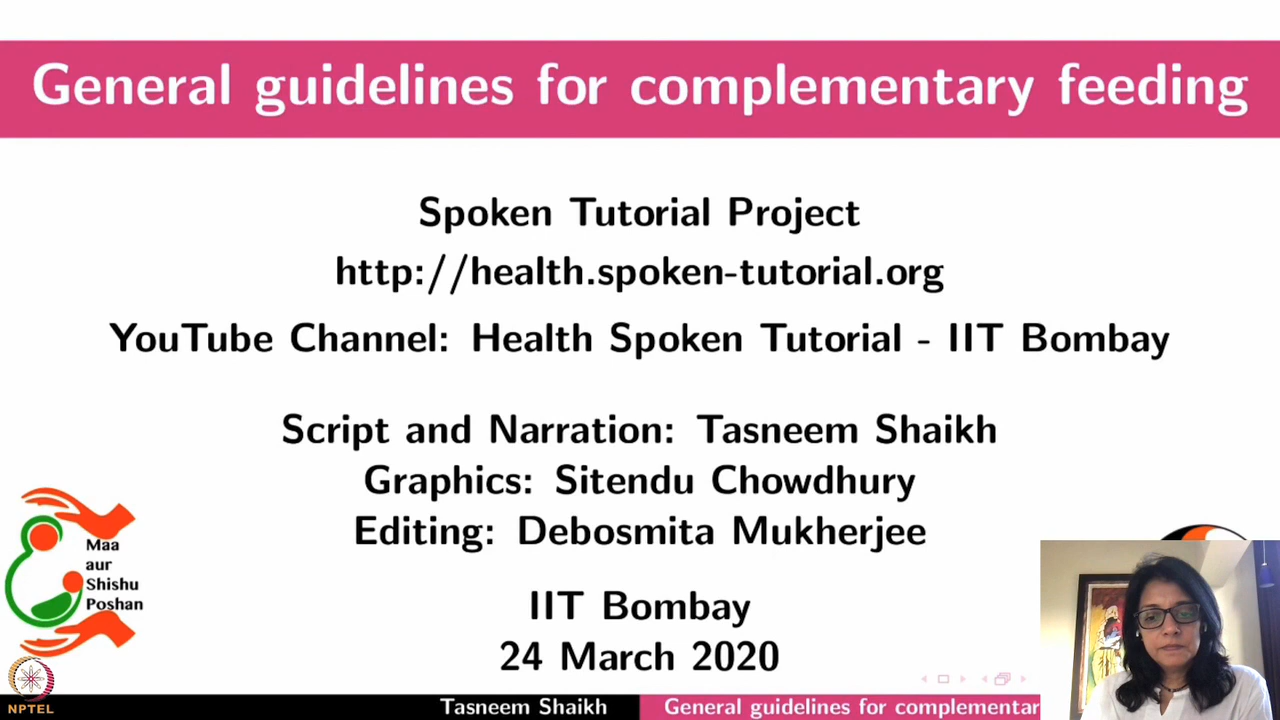 General guidelines for complementary feeding
Spoken Tutorial Project
http://health.spoken-tutorial.org
YouTube Channel: Health Spoken Tutorial - IIT Bombay
Script and Narration: Tasneem Shaikh
Graphics: Sitendu Chowdhury
Editing: Debosmita Mukherjee
Maa
aur
Shishu
Poshan
IIT Bombay
24 March 2020
NPTEL
Tasneem Shaikh
General guidelines for complementar